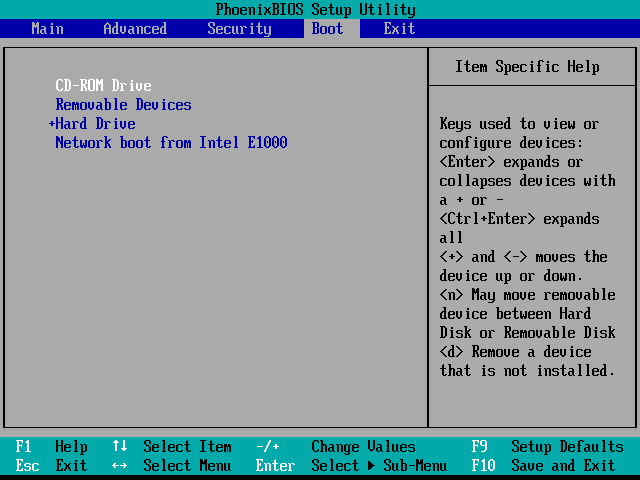 PhoenixBIOS Setup Utility
Main Advanced Security Boot Exit
CD-ROM Drive
Removable Devices
+Hard Drive
Network boot from Intel E1000
Item Specific Help
Keys used to view or
configure devices:
<Enter> expands or
collapses devices with
a + or -
<Ctrl+Enter> expands
all
<+> and <-> moves the
device up or down.
<n> May move removable
device between Hard
Disk or Removable Disk
<d> Remove a device
that is not installed.
F1 Help ↑↓ Select Item -/+ Change Values F9 Setup Defaults
Esc Exit ↔ Select Menu Enter Select ▶ Sub-Menu F10 Save and Exit